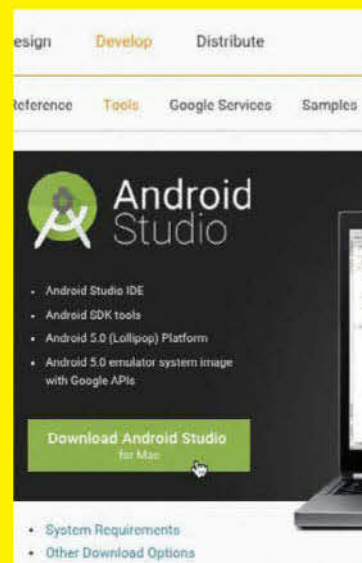 esign Develop Distribute
Reference Tools Google Services Samples
Android
Studio
• Android Studio IDE
• Android SDK tools
• Android 5.0 (Lollipop) Platform
• Android 5.0 emulator system image
with Google APIs
Download Android Studio
for Mac
• System Requirements
• Other Download Options